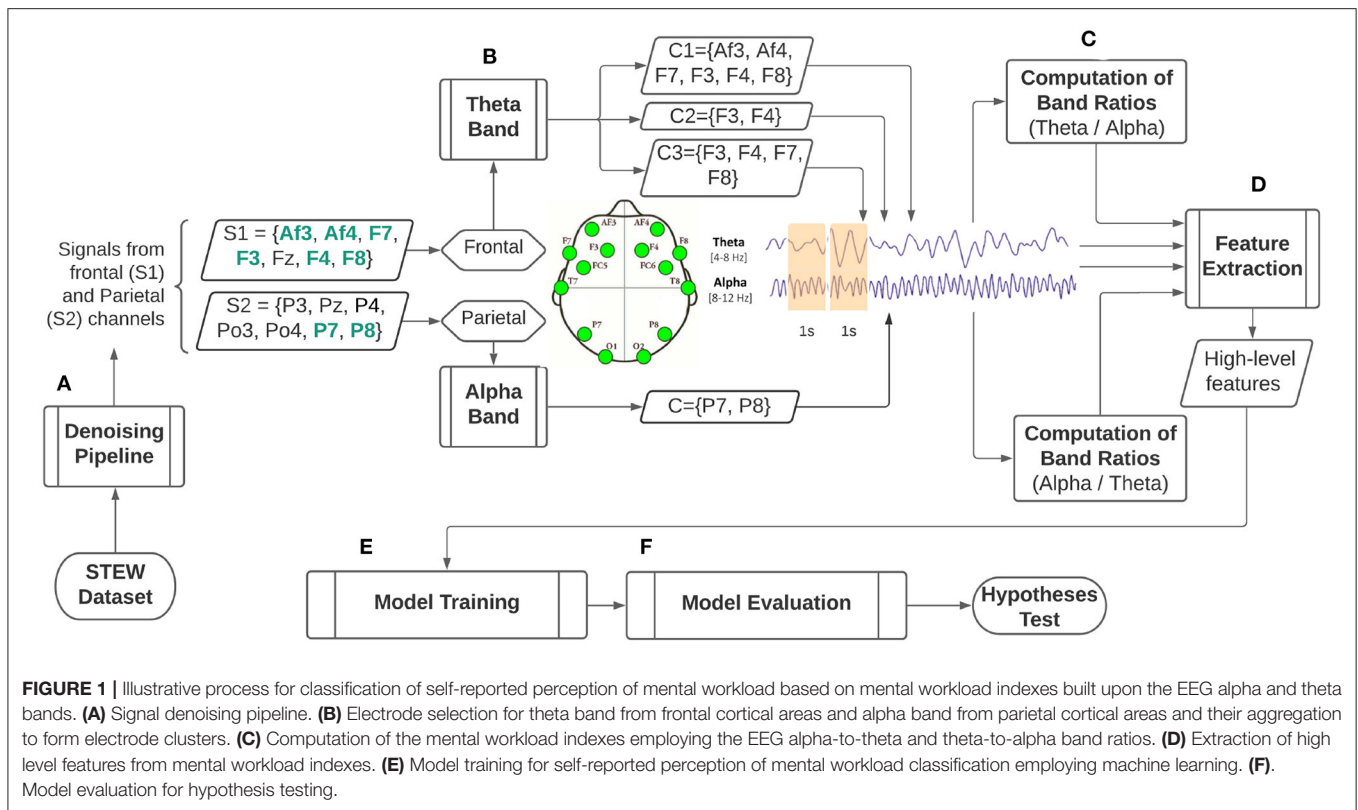 A
Signals from
frontal (S1)
and Parietal
(S2) channels
Denoising
Pipeline
STEW
Dataset
S1 = {Af3, Af4, F7,
F3, Fz, F4, F8}
S2 = {P3, Pz, P4,
Po3, Po4, P7, P8}
Frontal
Parietal
B
Theta
Band
Alpha
Band
C1={Af3, Af4,
F7, F3, F4, F8}
C2={F3, F4}
C3={F3, F4, F7,
F8}
C={P7, P8}
AF3 AF4
F7 F3 F4 F8
FC5 FC6
T7 T8
P7 P8
O1 O2
Theta
[4-8 Hz]
Alpha
[8-12 Hz]
1s 1s
C
Computation of
Band Ratios
(Theta / Alpha)
Computation of
Band Ratios
(Alpha / Theta)
D
Feature
Extraction
High-level
features
E
Model Training
F
Model Evaluation
Hypotheses
Test
FIGURE 1 | Illustrative process for classification of self-reported perception of mental workload based on mental workload indexes built upon the EEG alpha and theta
bands. (A) Signal denoising pipeline. (B) Electrode selection for theta band from frontal cortical areas and alpha band from parietal cortical areas and their aggregation
to form electrode clusters. (C) Computation of the mental workload indexes employing the EEG alpha-to-theta and theta-to-alpha band ratios. (D) Extraction of high
level features from mental workload indexes. (E) Model training for self-reported perception of mental workload classification employing machine learning. (F).
Model evaluation for hypothesis testing.